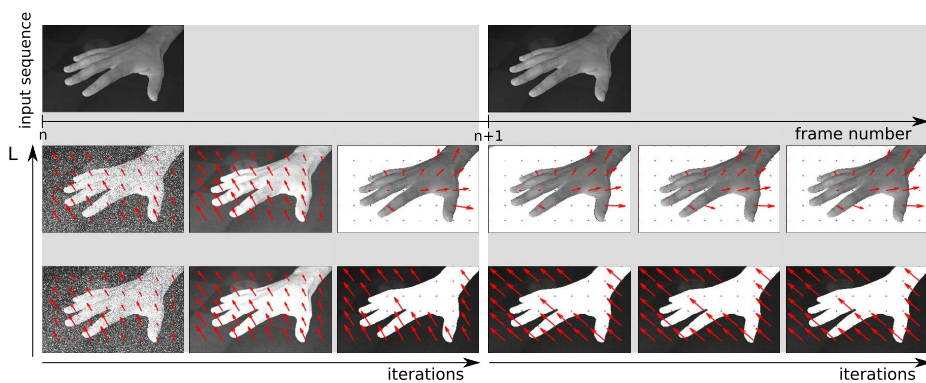 input sequence
n
n+1
frame number
L
iterations
iterations